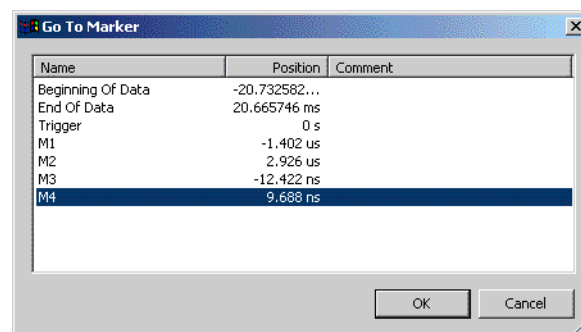 Go To Marker
Name Position Comment
Beginning Of Data -20.732582...
End Of Data 20.665746 ms
Trigger 0 s
M1 -1.402 us
M2 2.926 us
M3 -12.422 ns
M4 9.688 ns
OK Cancel